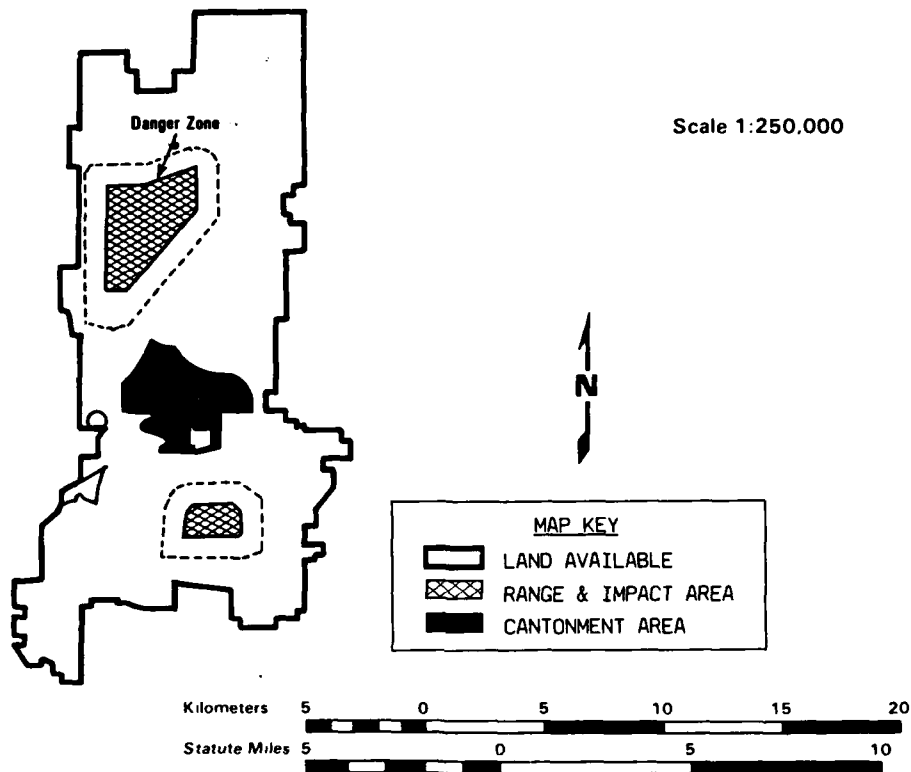 Danger Zone
Scale 1:250,000
N
MAP KEY
LAND AVAILABLE
RANGE & IMPACT AREA
CANTONMENT AREA
Kilometers 5 0 5 10 15 20
Statute Miles 5 0 5 10